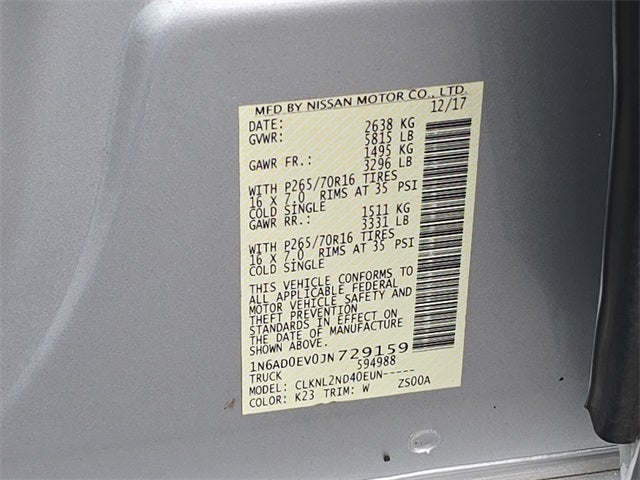 MFD BY NISSAN MOTOR CO., LTD.
DATE: 12/17
GVWR: 2638 KG
5815 LB
GAWR FR.: 1495 KG
3296 LB
WITH P265/70R16 TIRES
16 X 7.0 RIMS AT 35 PSI
COLD SINGLE
GAWR RR.: 1511 KG
3331 LB
WITH P265/70R16 TIRES
16 X 7.0 RIMS AT 35 PSI
COLD SINGLE
THIS VEHICLE CONFORMS TO
ALL APPLICABLE FEDERAL
MOTOR VEHICLE SAFETY AND
THEFT PREVENTION
STANDARDS IN EFFECT ON
THE DATE OF MANUFACTURE
SHOWN ABOVE.
1N6AD0EV0JN729159
TRUCK 594988
MODEL: CLKNL2ND40EUN-----
COLOR: K23 TRIM: W ZS00A